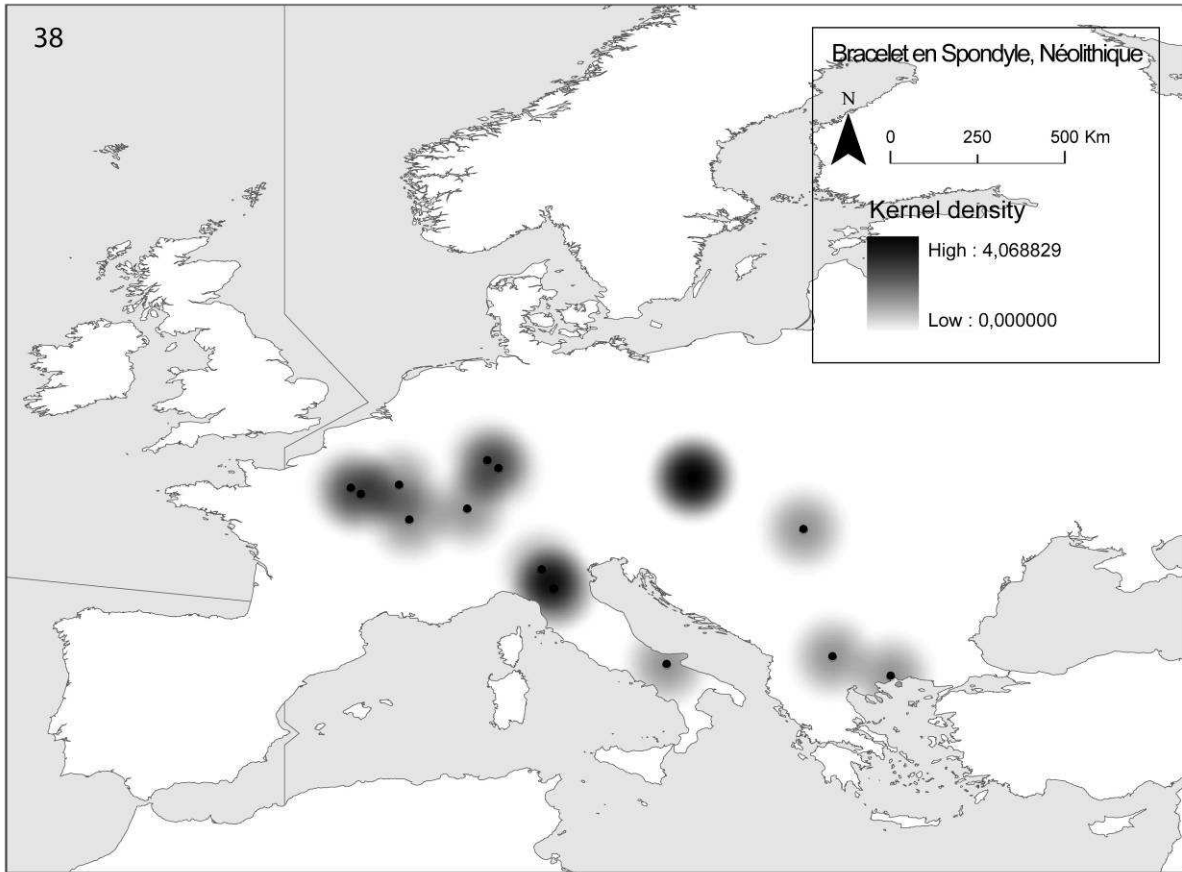 38
Bracelet en Spondyle, Néolithique
N
0 250 500 Km
Kernel density
High : 4,068829
Low : 0,000000